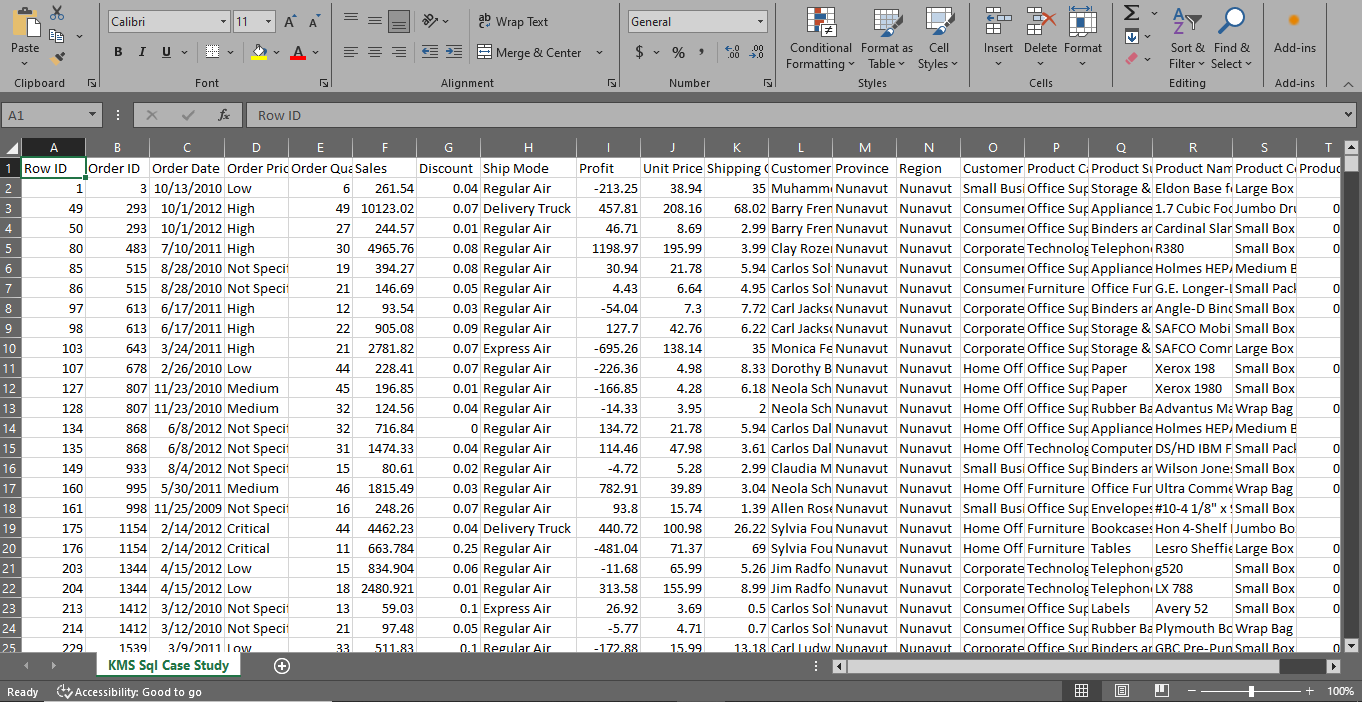 Calibri 11 Wrap Text General
Paste B I U Merge & Center $ % Conditional Formatting Format as Table Cell Styles Insert Delete Format Sort & Filter Find & Select Add-ins
Clipboard Font Alignment Number Styles Cells Editing Add-ins
A1 fx Row ID
A B C D E F G H I J K L M N O P Q R S T
1 Row ID Order ID Order Date Order Pric Order Qua Sales Discount Ship Mode Profit Unit Price Shipping Customer Province Region Customer Product Ca Product Su Product Nam Product Co Produc
2 1 3 10/13/2010 Low 6 261.54 0.04 Regular Air -213.25 38.94 35 Muhamm Nunavut Nunavut Small Busi Office Sup Storage & Eldon Base f Large Box
3 49 293 10/1/2012 High 49 10123.02 0.07 Delivery Truck 457.81 208.16 68.02 Barry Fren Nunavut Nunavut Consumer Office Sup Appliance 1.7 Cubic Foo Jumbo Dru 0
4 50 293 10/1/2012 High 27 244.57 0.01 Regular Air 46.71 8.69 2.99 Barry Fren Nunavut Nunavut Consumer Office Sup Binders ar Cardinal Slan Small Box 0
5 80 483 7/10/2011 High 30 4965.76 0.08 Regular Air 1198.97 195.99 3.99 Clay Roze Nunavut Nunavut Corporate Technolog Telephon R380 Small Box 0
6 85 515 8/28/2010 Not Specif 19 394.27 0.08 Regular Air 30.94 21.78 5.94 Carlos Sol Nunavut Nunavut Consumer Office Sup Appliance Holmes HEPA Medium B
7 86 515 8/28/2010 Not Specif 21 146.69 0.05 Regular Air 4.43 6.64 4.95 Carlos Sol Nunavut Nunavut Consumer Furniture Office Fur G.E. Longer-L Small Pack 0
8 97 613 6/17/2011 High 12 93.54 0.03 Regular Air -54.04 7.3 7.72 Carl Jackso Nunavut Nunavut Corporate Office Sup Binders ar Angle-D Bind Small Box 0
9 98 613 6/17/2011 High 22 905.08 0.09 Regular Air 127.7 42.76 6.22 Carl Jackso Nunavut Nunavut Corporate Office Sup Storage & SAFCO Mobi Small Box
10 103 643 3/24/2011 High 21 2781.82 0.07 Express Air -695.26 138.14 35 Monica Fe Nunavut Nunavut Corporate Office Sup Storage & SAFCO Comm Large Box
11 107 678 2/26/2010 Low 44 228.41 0.07 Regular Air -226.36 4.98 8.33 Dorothy B Nunavut Nunavut Home Off Office Sup Paper Xerox 198 Small Box 0
12 127 807 11/23/2010 Medium 45 196.85 0.01 Regular Air -166.85 4.28 6.18 Neola Sch Nunavut Nunavut Home Off Office Sup Paper Xerox 1980 Small Box
13 128 807 11/23/2010 Medium 32 124.56 0.04 Regular Air -14.33 3.95 2 Neola Sch Nunavut Nunavut Home Off Office Sup Rubber Ba Advantus Ma Wrap Bag 0
14 134 868 6/8/2012 Not Specif 32 716.84 0 Regular Air 134.72 21.78 5.94 Carlos Dal Nunavut Nunavut Home Off Office Sup Appliance Holmes HEPA Medium B
15 135 868 6/8/2012 Not Specif 31 1474.33 0.04 Regular Air 114.46 47.98 3.61 Carlos Dal Nunavut Nunavut Home Off Technolog Computer DS/HD IBM F Small Pack 0
16 149 933 8/4/2012 Not Specif 15 80.61 0.02 Regular Air -4.72 5.28 2.99 Claudia M Nunavut Nunavut Small Busi Office Sup Binders ar Wilson Jones Small Box 0
17 160 995 5/30/2011 Medium 46 1815.49 0.03 Regular Air 782.91 39.89 3.04 Neola Sch Nunavut Nunavut Home Off Furniture Office Fur Ultra Comme Wrap Bag 0
18 161 998 11/25/2009 Not Specif 16 248.26 0.07 Regular Air 93.8 15.74 1.39 Allen Rose Nunavut Nunavut Small Busi Office Sup Envelopes #10-4 1/8" x Small Box
19 175 1154 2/14/2012 Critical 44 4462.23 0.04 Delivery Truck 440.72 100.98 26.22 Sylvia Fou Nunavut Nunavut Home Off Furniture Bookcases Hon 4-Shelf Jumbo Bo
20 176 1154 2/14/2012 Critical 11 663.784 0.25 Regular Air -481.04 71.37 69 Sylvia Fou Nunavut Nunavut Home Off Furniture Tables Lesro Sheffie Large Box 0
21 203 1344 4/15/2012 Low 15 834.904 0.06 Regular Air -11.68 65.99 5.26 Jim Radfo Nunavut Nunavut Corporate Technolog Telephon g520 Small Box 0
22 204 1344 4/15/2012 Low 18 2480.921 0.01 Regular Air 313.58 155.99 8.99 Jim Radfo Nunavut Nunavut Corporate Technolog Telephon LX 788 Small Box 0
23 213 1412 3/12/2010 Not Specif 13 59.03 0.1 Express Air 26.92 3.69 0.5 Carlos Sol Nunavut Nunavut Consumer Office Sup Labels Avery 52 Small Box 0
24 214 1412 3/12/2010 Not Specif 21 97.48 0.05 Regular Air -5.77 4.71 0.7 Carlos Sol Nunavut Nunavut Consumer Office Sup Rubber Ba Plymouth Bo Wrap Bag 0
25 229 1539 3/9/2011 Low 33 511.83 0.1 Regular Air -172.88 15.99 13.18 Carl Ludw Nunavut Nunavut Corporate Office Sup Binders ar GBC Pre-Pun Small Box 0
KMS Sql Case Study
Ready Accessibility: Good to go 100%